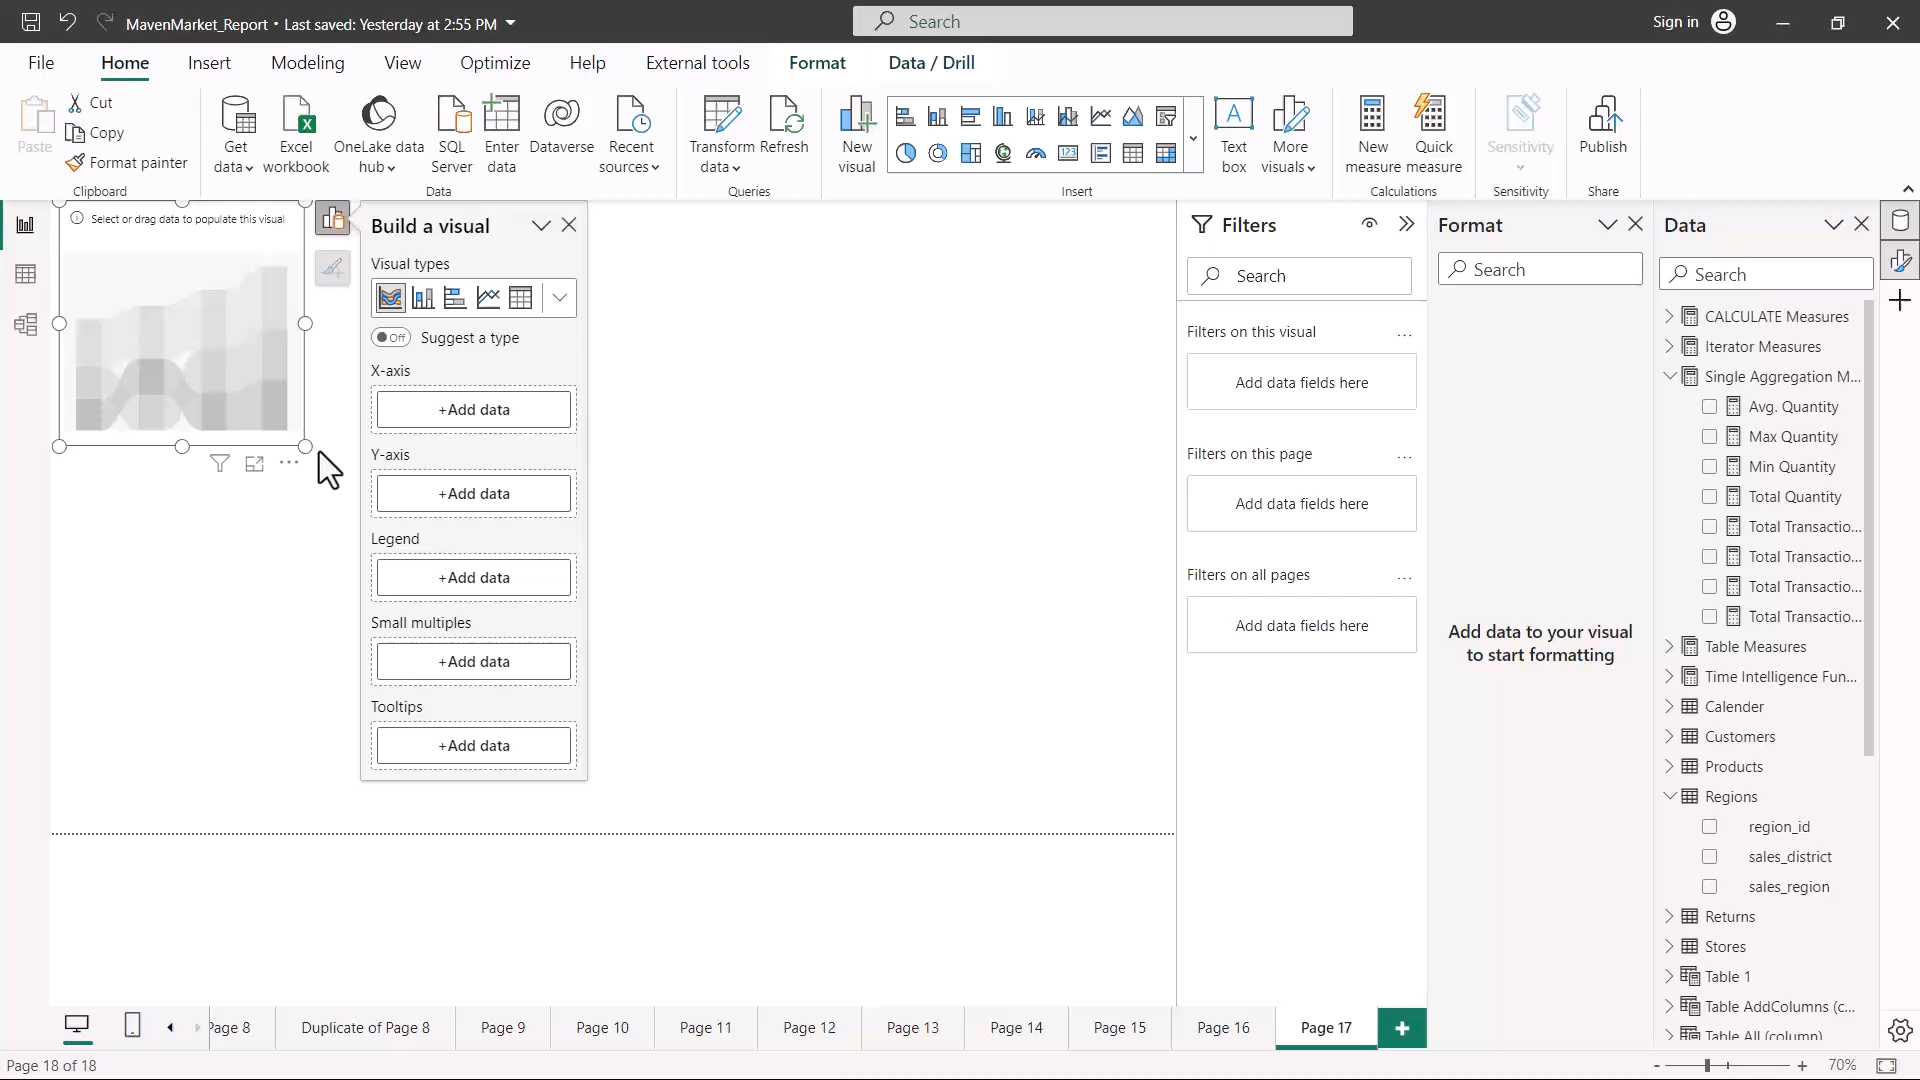 MavenMarket_Report • Last saved: Yesterday at 2:55 PM
Search
Sign in
File
Home
Insert
Modeling
View
Optimize
Help
External tools
Format
Data / Drill
Paste
Cut
Copy
Format painter
Clipboard
Get data
Excel workbook
OneLake data hub
SQL Server
Enter data
Dataverse
Recent sources
Data
Transform data
Refresh
Queries
New visual
Text box
More visuals
Insert
New measure
Quick measure
Calculations
Sensitivity
Sensitivity
Publish
Share
Select or drag data to populate this visual
Build a visual
Visual types
Off
Suggest a type
X-axis
+Add data
Y-axis
+Add data
Legend
+Add data
Small multiples
+Add data
Tooltips
+Add data
Filters
Search
Filters on this visual
...
Add data fields here
Filters on this page
...
Add data fields here
Filters on all pages
...
Add data fields here
Format
Search
Add data to your visual
to start formatting
Data
Search
CALCULATE Measures
Iterator Measures
Single Aggregation M...
Avg. Quantity
Max Quantity
Min Quantity
Total Quantity
Total Transactio...
Total Transactio...
Total Transactio...
Total Transactio...
Table Measures
Time Intelligence Fun...
Calender
Customers
Products
Regions
region_id
sales_district
sales_region
Returns
Stores
Table 1
Table AddColumns (c...
Table All (column)
Page 8
Duplicate of Page 8
Page 9
Page 10
Page 11
Page 12
Page 13
Page 14
Page 15
Page 16
Page 17
Page 18 of 18
70%